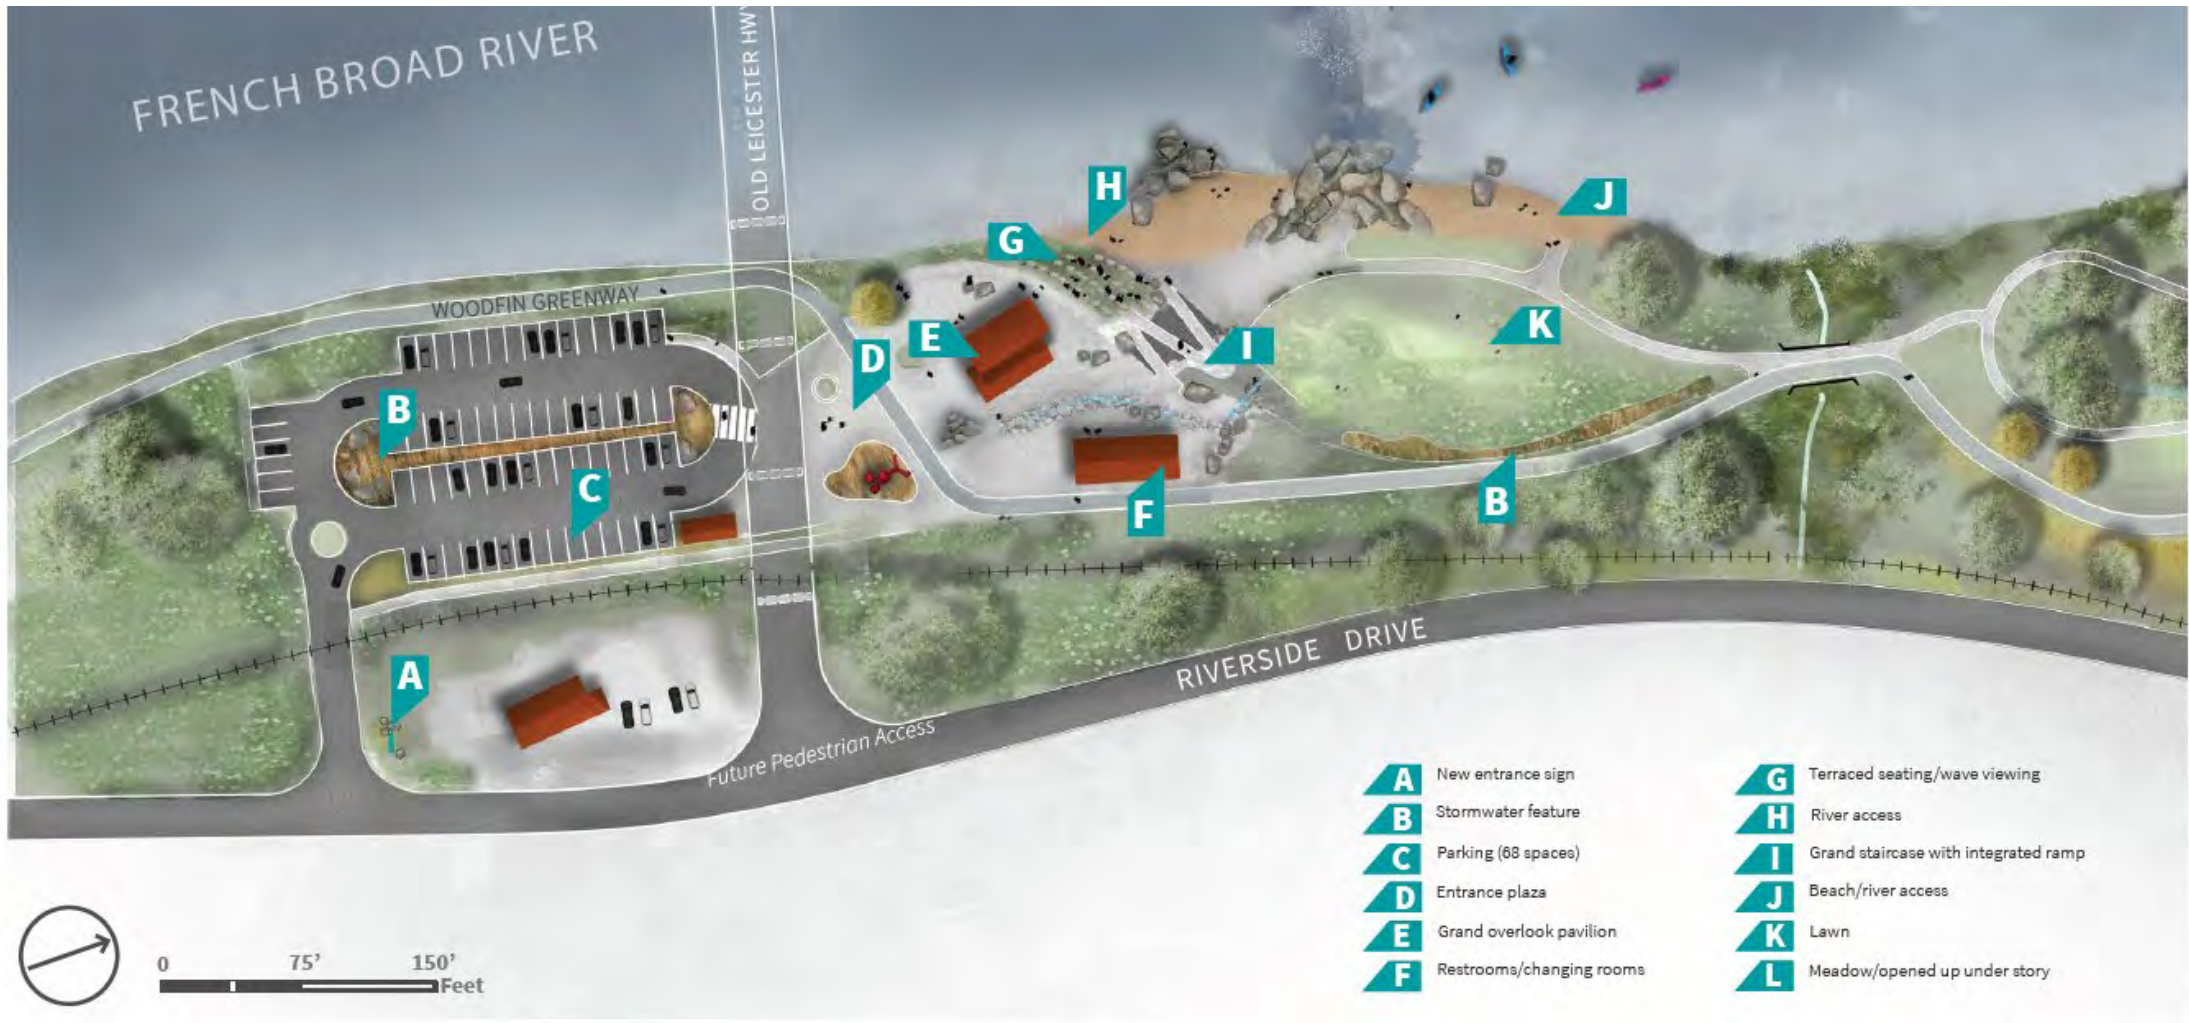 FRENCH BROAD RIVER
OLD LEICESTER HWY
H
J
G
WOODFIN GREENWAY
E
D
I
K
B
C
B
F
A
RIVERSIDE DRIVE
Future Pedestrian Access
A New entrance sign
B Stormwater feature
C Parking (68 spaces)
D Entrance plaza
E Grand overlook pavilion
F Restrooms/changing rooms
G Terraced seating/wave viewing
H River access
I Grand staircase with integrated ramp
J Beach/river access
K Lawn
L Meadow/opened up under story
0 75' 150'
Feet